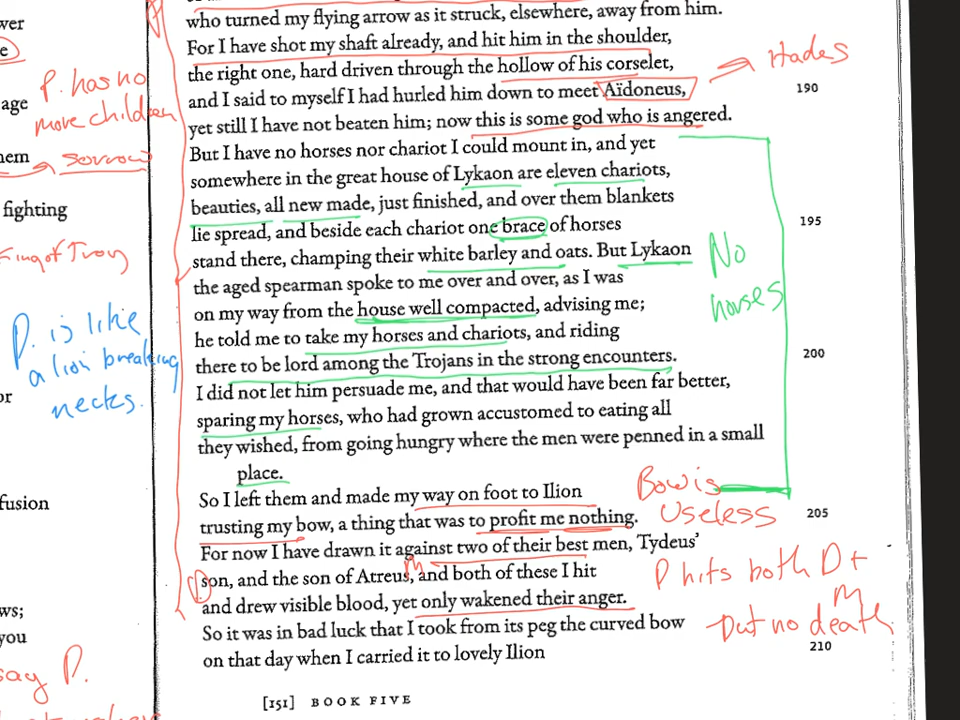 wer
e
age
nem
fighting
or
fusion
ws;
you
P. has no
more children
→ sorrow
King of Troy
P. is like
a lion breaking
necks.
say P.
who turned my flying arrow as it struck, elsewhere, away from him.
For I have shot my shaft already, and hit him in the shoulder,
the right one, hard driven through the hollow of his corselet,
and I said to myself I had hurled him down to meet Aïdoneus, 190
yet still I have not beaten him; now this is some god who is angered.
But I have no horses nor chariot I could mount in, and yet
somewhere in the great house of Lykaon are eleven chariots,
beauties, all new made, just finished, and over them blankets
lie spread, and beside each chariot one brace of horses 195
stand there, champing their white barley and oats. But Lykaon
the aged spearman spoke to me over and over, as I was
on my way from the house well compacted, advising me;
he told me to take my horses and chariots, and riding
there to be lord among the Trojans in the strong encounters. 200
I did not let him persuade me, and that would have been far better,
sparing my horses, who had grown accustomed to eating all
they wished, from going hungry where the men were penned in a small
place.
So I left them and made my way on foot to Ilion
trusting my bow, a thing that was to profit me nothing. 205
For now I have drawn it against two of their best men, Tydeus'
son, and the son of Atreus, and both of these I hit
and drew visible blood, yet only wakened their anger.
So it was in bad luck that I took from its peg the curved bow
on that day when I carried it to lovely Ilion 210
[151] BOOK FIVE
→ Hades
No
horses
Bow is
Useless
D
M
P hits both D +
M
but no death